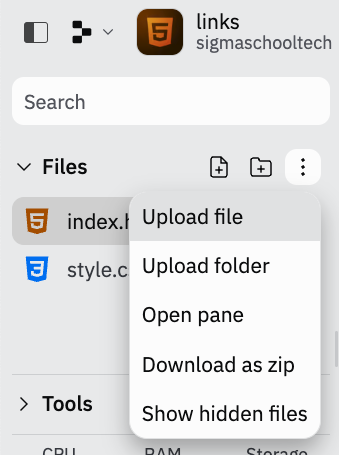 links
sigmaschooltech
Search
Files
index.h
Upload file
style.c
Upload folder
Open pane
Download as zip
Tools
Show hidden files
CPU RAM Storage